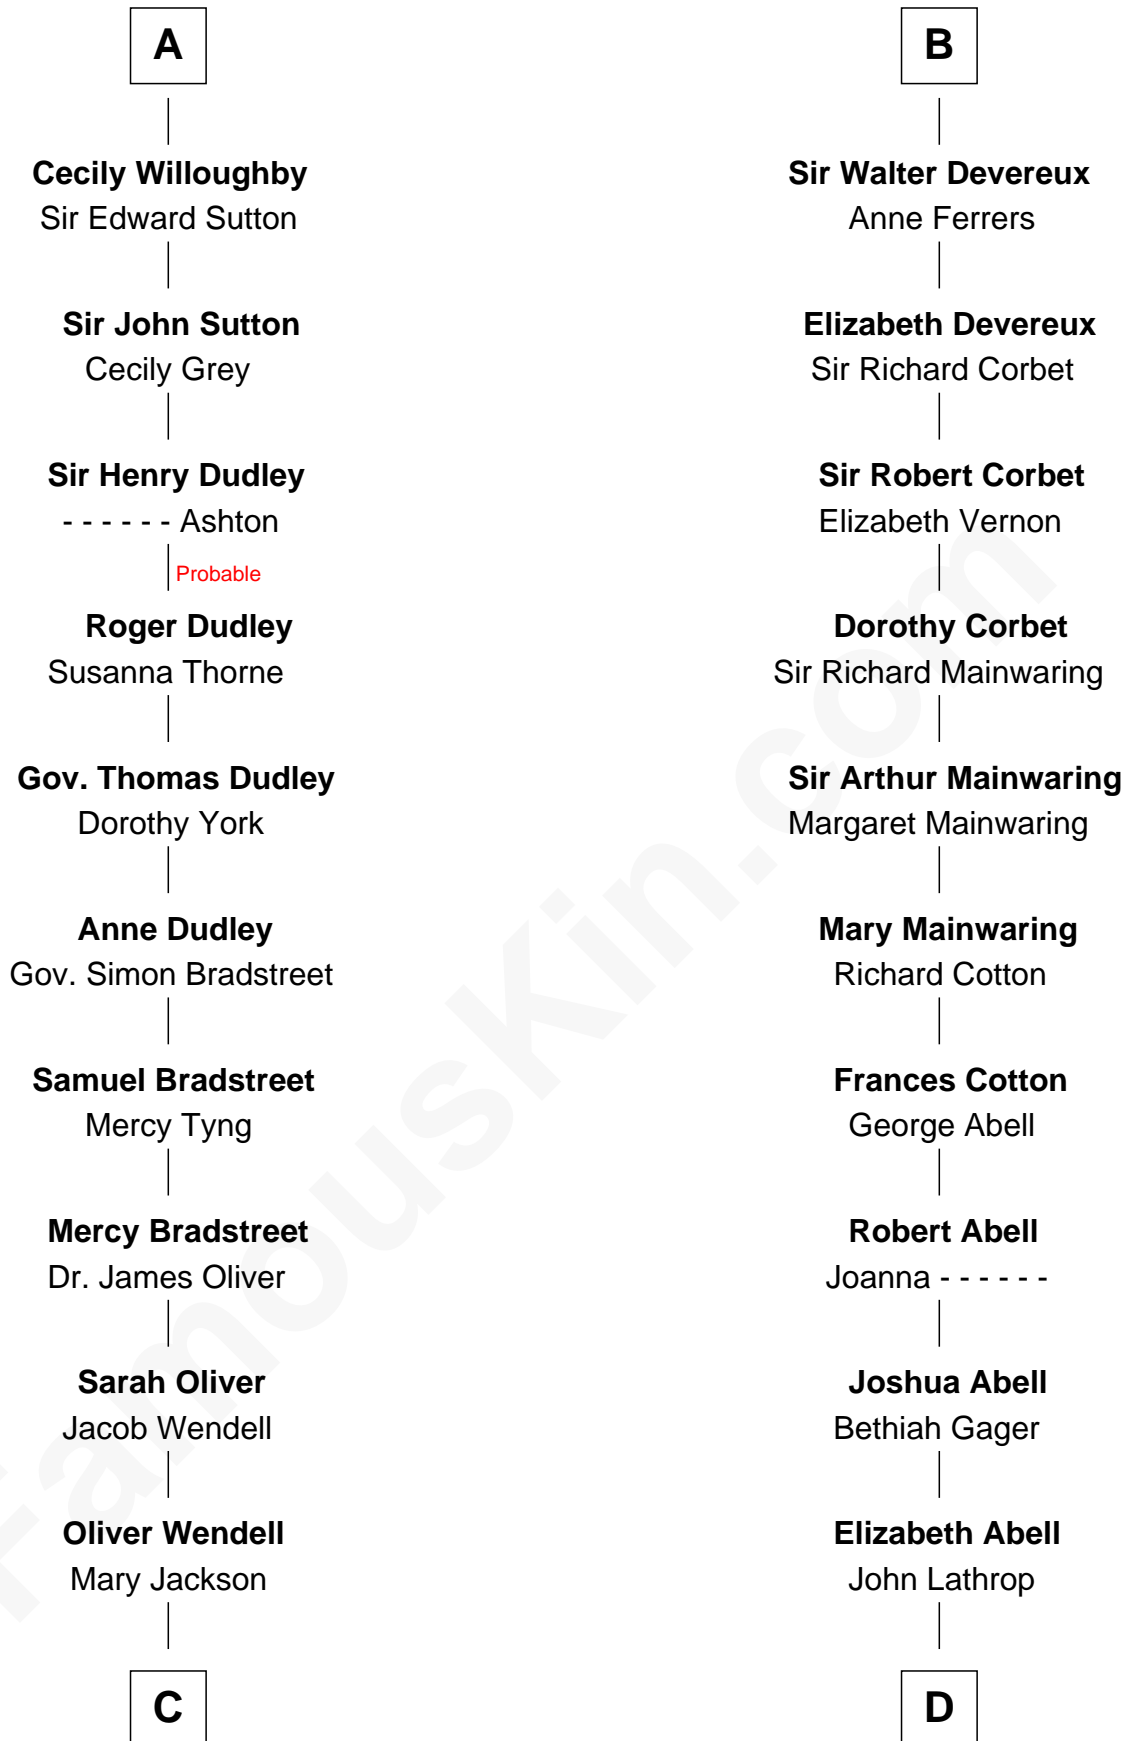 A
Cecily Willoughby
Sir Edward Sutton
Sir John Sutton
Cecily Grey
Sir Henry Dudley
- - - - - - Ashton
Probable
Roger Dudley
Susanna Thorne
Gov. Thomas Dudley
Dorothy York
Anne Dudley
Gov. Simon Bradstreet
Samuel Bradstreet
Mercy Tyng
Mercy Bradstreet
Dr. James Oliver
Sarah Oliver
Jacob Wendell
Oliver Wendell
Mary Jackson
C
B
Sir Walter Devereux
Anne Ferrers
Elizabeth Devereux
Sir Richard Corbet
Sir Robert Corbet
Elizabeth Vernon
Dorothy Corbet
Sir Richard Mainwaring
Sir Arthur Mainwaring
Margaret Mainwaring
Mary Mainwaring
Richard Cotton
Frances Cotton
George Abell
Robert Abell
Joanna - - - - - -
Joshua Abell
Bethiah Gager
Elizabeth Abell
John Lathrop
D
FamousKin.com